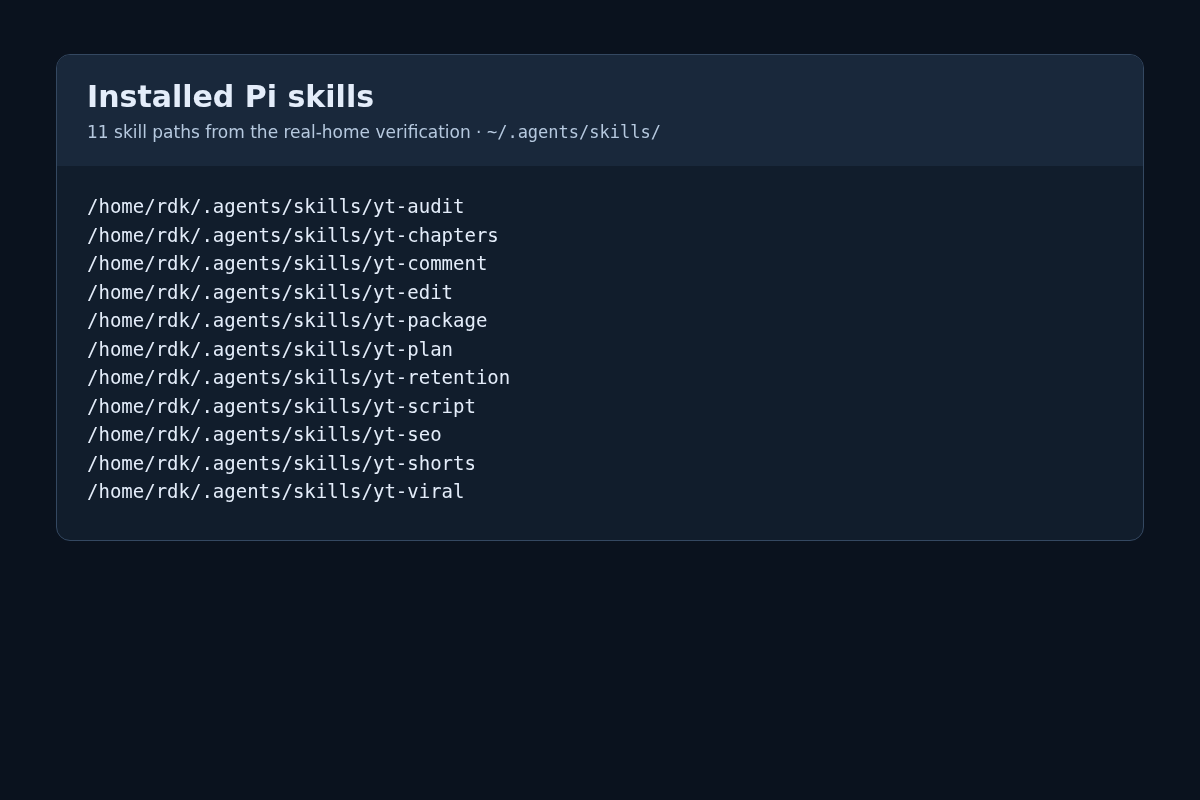 Installed Pi skills
11 skill paths from the real-home verification · ~/.agents/skills/
/home/rdk/.agents/skills/yt-audit
/home/rdk/.agents/skills/yt-chapters
/home/rdk/.agents/skills/yt-comment
/home/rdk/.agents/skills/yt-edit
/home/rdk/.agents/skills/yt-package
/home/rdk/.agents/skills/yt-plan
/home/rdk/.agents/skills/yt-retention
/home/rdk/.agents/skills/yt-script
/home/rdk/.agents/skills/yt-seo
/home/rdk/.agents/skills/yt-shorts
/home/rdk/.agents/skills/yt-viral